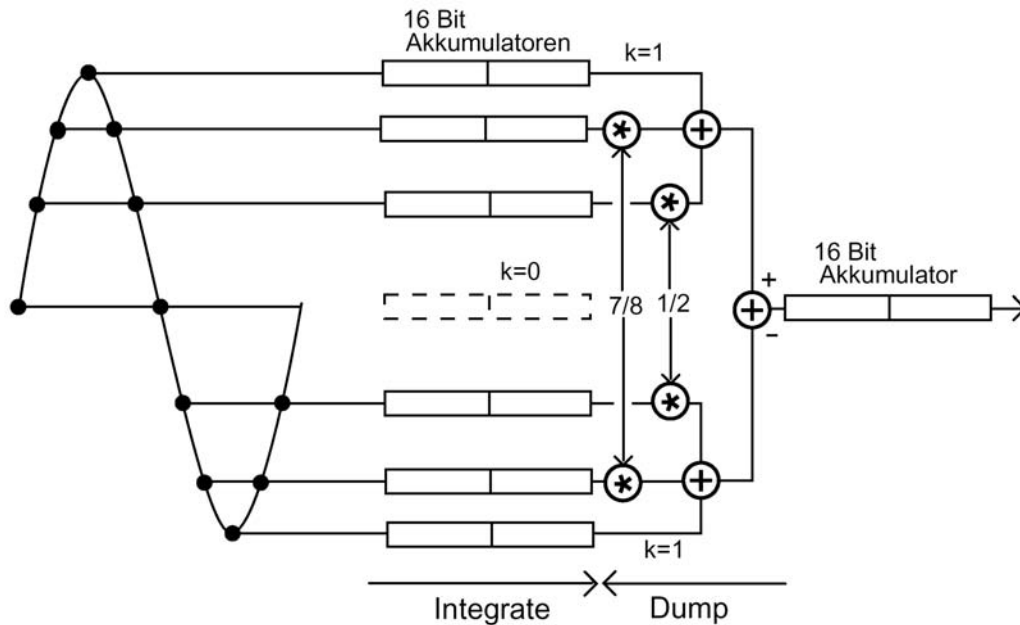 16 Bit
Akkumulatoren
k=1
k=0
7/8
1/2
16 Bit
Akkumulator
+
−
k=1
Integrate
Dump